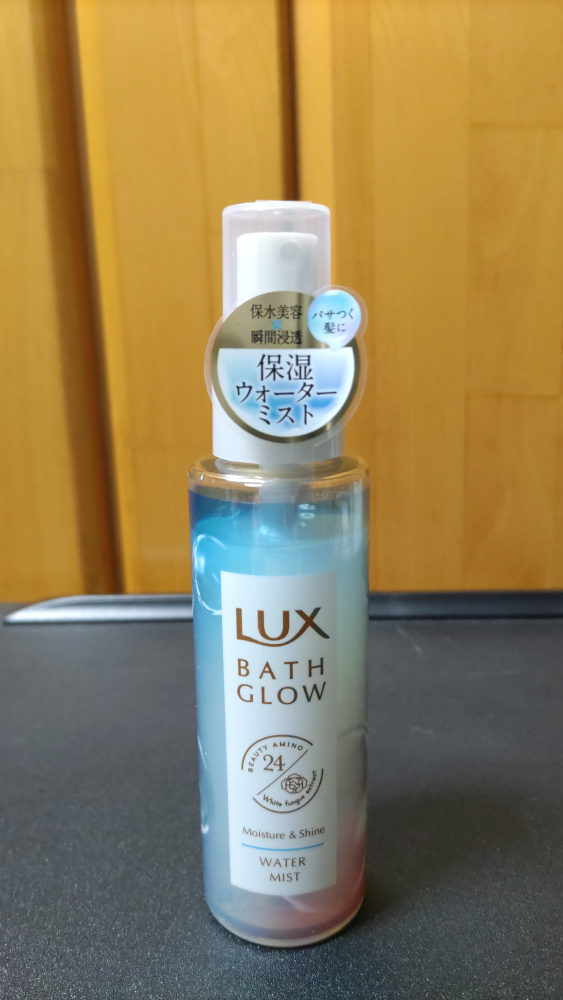 保水美容
×
瞬間浸透
パサつく
髪に
保湿
ウォーター
ミスト
LUX
BATH
GLOW
BEAUTY AMINO
24
White fungus extract
Moisture & Shine
WATER
MIST